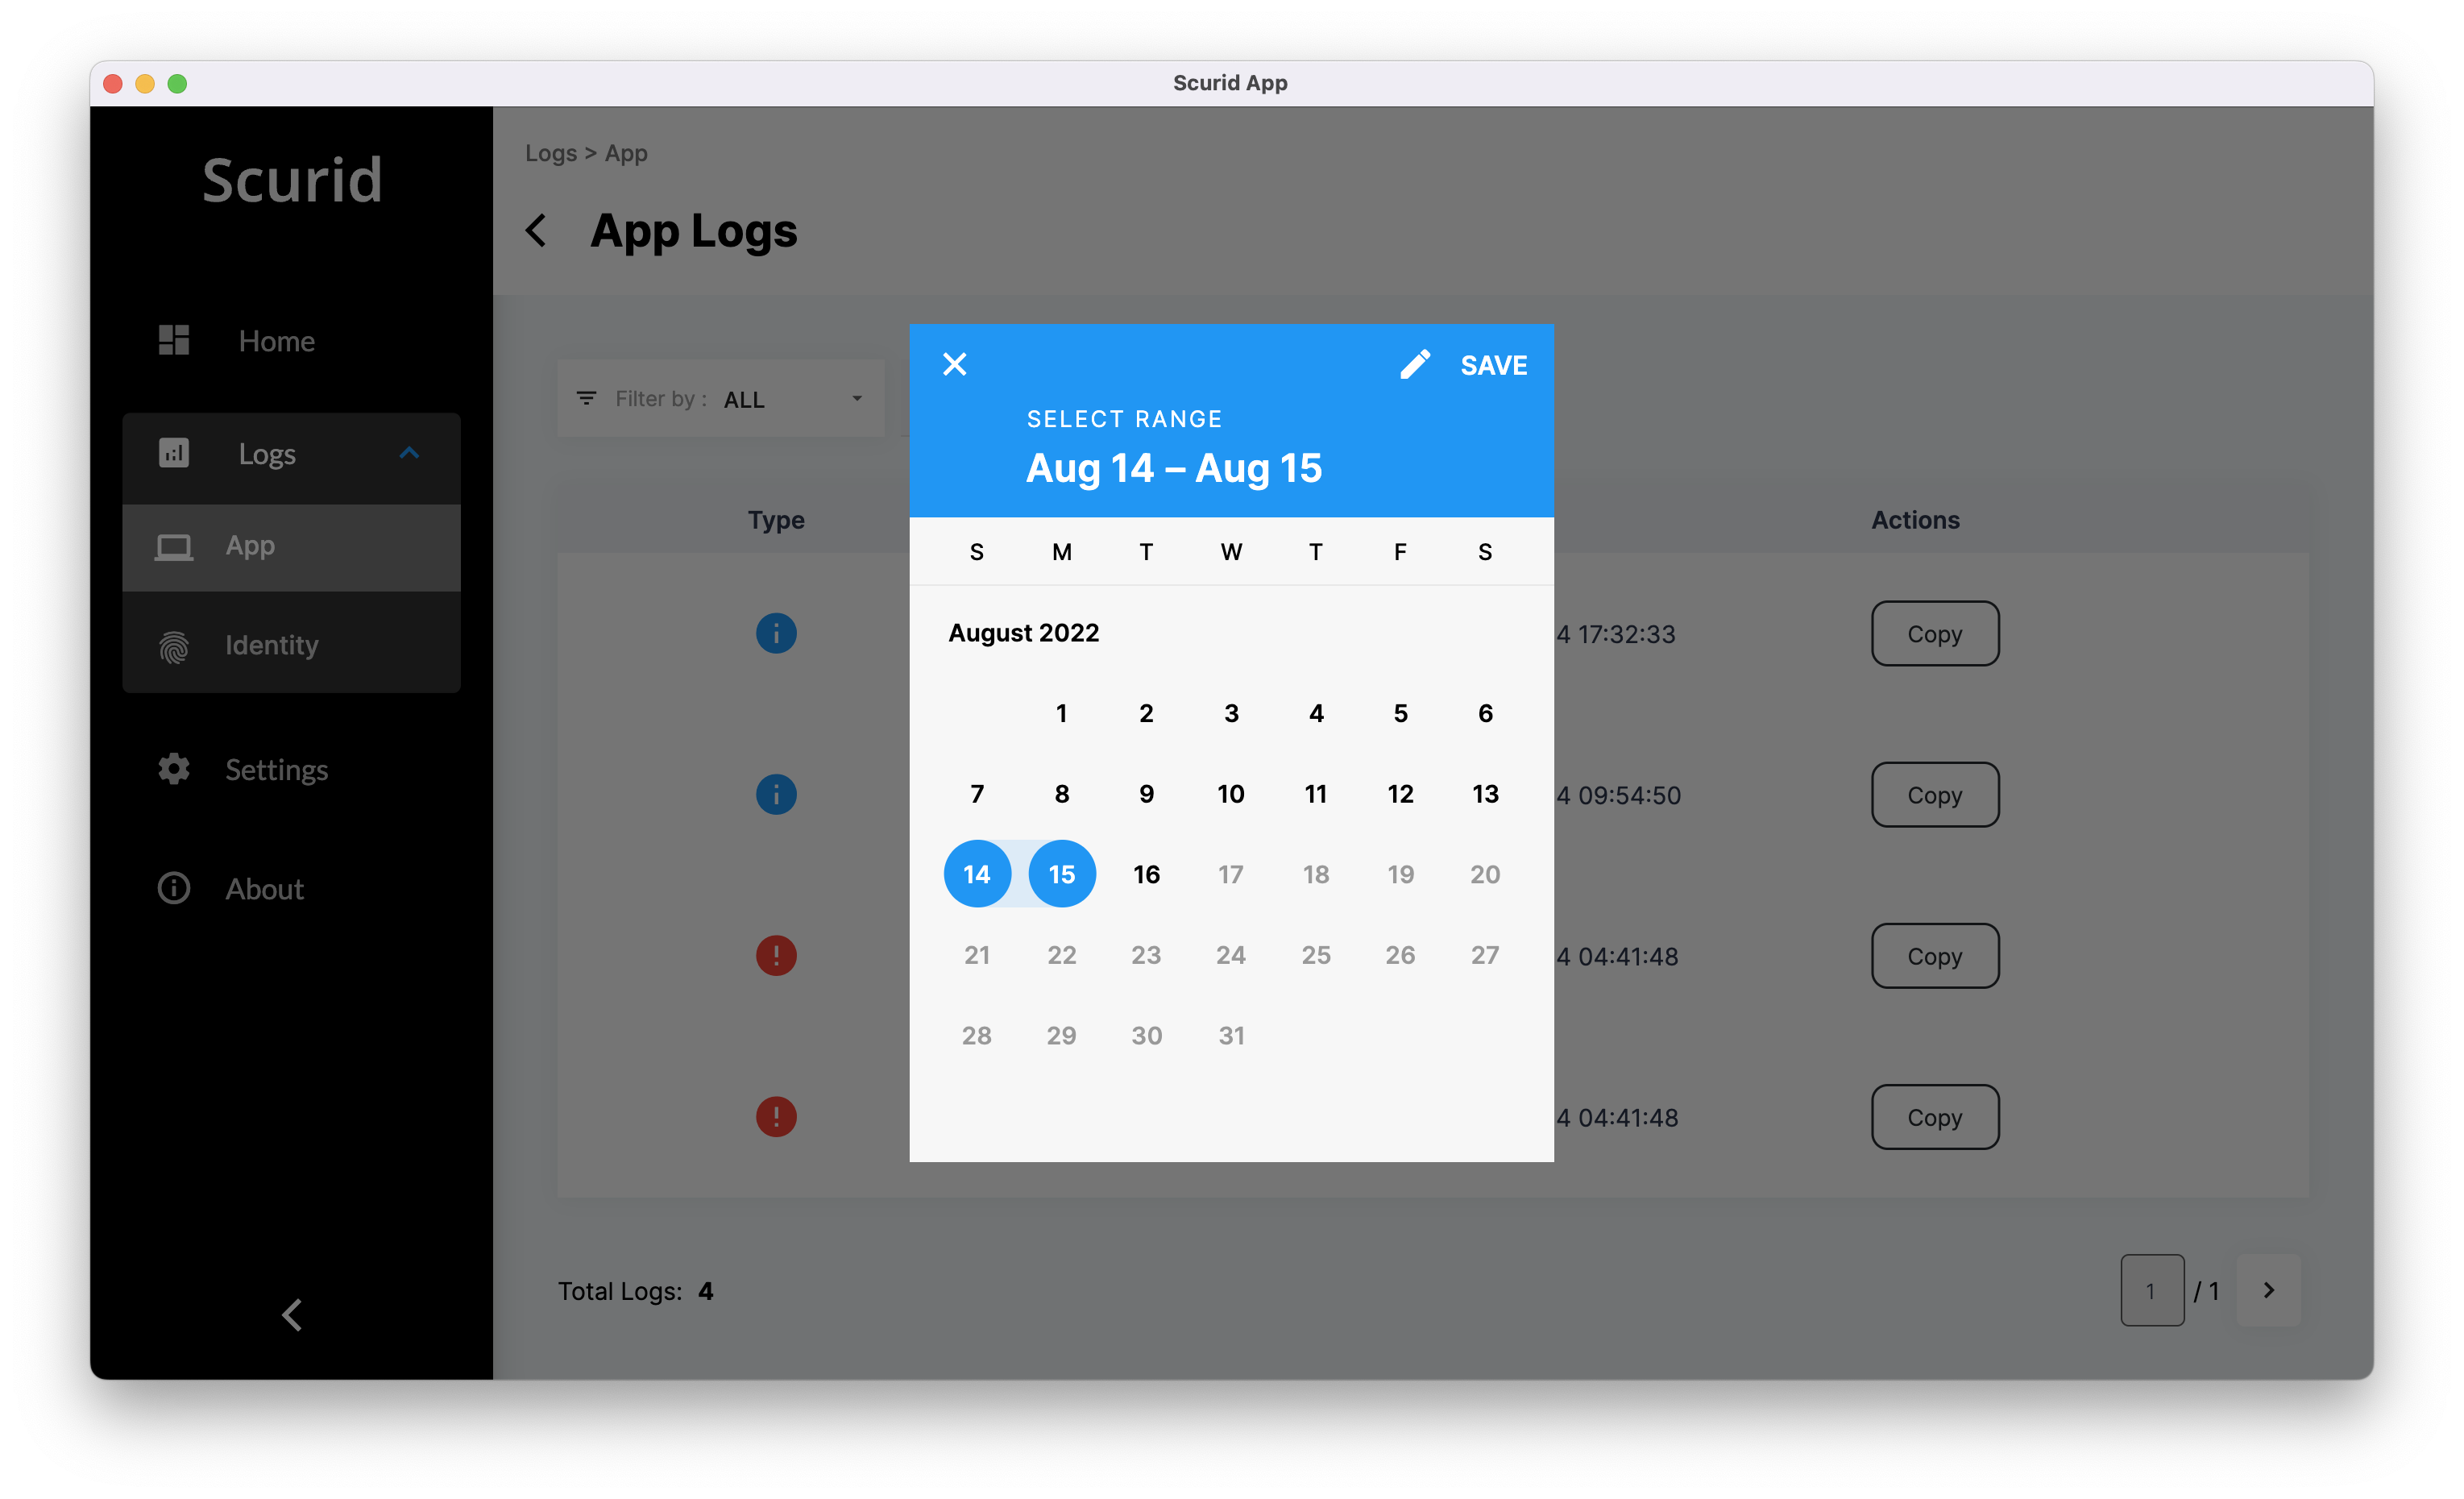 Scurid App
Scurid
Home
Logs
App
Identity
Settings
About
Logs > App
App Logs
Filter by : ALL
Type
Actions
4 17:32:33
Copy
4 09:54:50
Copy
4 04:41:48
Copy
4 04:41:48
Copy
Total Logs: 4
1 / 1
SAVE
SELECT RANGE
Aug 14 – Aug 15
S M T W T F S
August 2022
1 2 3 4 5 6
7 8 9 10 11 12 13
14 15 16 17 18 19 20
21 22 23 24 25 26 27
28 29 30 31